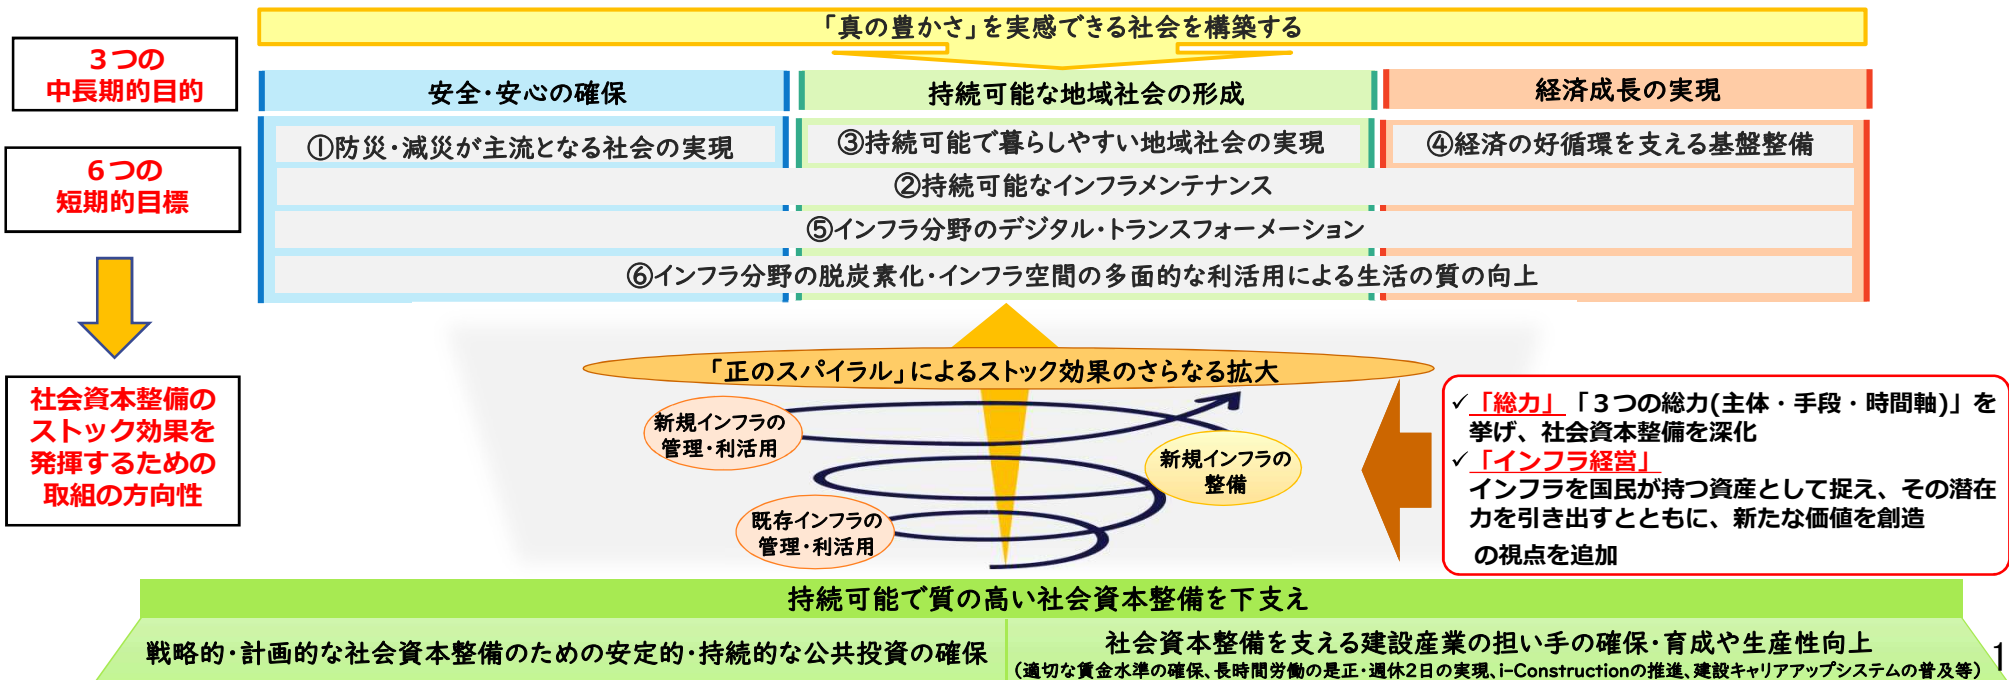 「真の豊かさ」を実感できる社会を構築する
３つの
中長期的目的
安全・安心の確保
持続可能な地域社会の形成
経済成長の実現
６つの
短期的目標
①防災・減災が主流となる社会の実現
③持続可能で暮らしやすい地域社会の実現
④経済の好循環を支える基盤整備
②持続可能なインフラメンテナンス
⑤インフラ分野のデジタル・トランスフォーメーション
⑥インフラ分野の脱炭素化・インフラ空間の多面的な利活用による生活の質の向上
社会資本整備の
ストック効果を
発揮するための
取組の方向性
「正のスパイラル」によるストック効果のさらなる拡大
新規インフラの
管理・利活用
新規インフラの
整備
既存インフラの
管理・利活用
✓「総力」「３つの総力(主体・手段・時間軸)」を
挙げ、社会資本整備を深化
✓「インフラ経営」
インフラを国民が持つ資産として捉え、その潜在
力を引き出すとともに、新たな価値を創造
の視点を追加
持続可能で質の高い社会資本整備を下支え
戦略的・計画的な社会資本整備のための安定的・持続的な公共投資の確保
社会資本整備を支える建設産業の担い手の確保・育成や生産性向上
(適切な賃金水準の確保、長時間労働の是正・週休2日の実現、i-Constructionの推進、建設キャリアアップシステムの普及等)
1